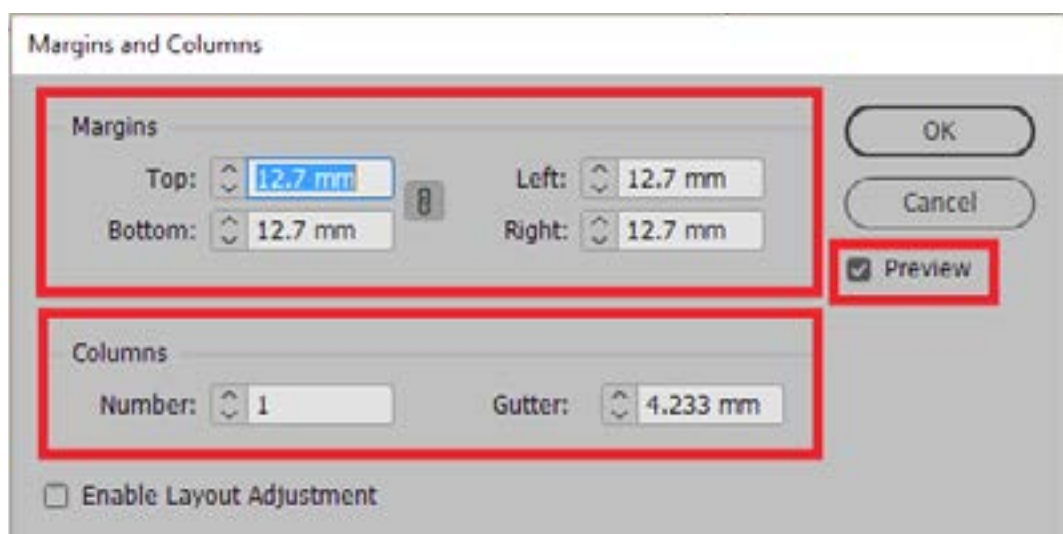 Margins and Columns
Margins
Top: 12.7 mm Left: 12.7 mm
Bottom: 12.7 mm Right: 12.7 mm
OK
Cancel
Preview
Columns
Number: 1 Gutter: 4.233 mm
Enable Layout Adjustment